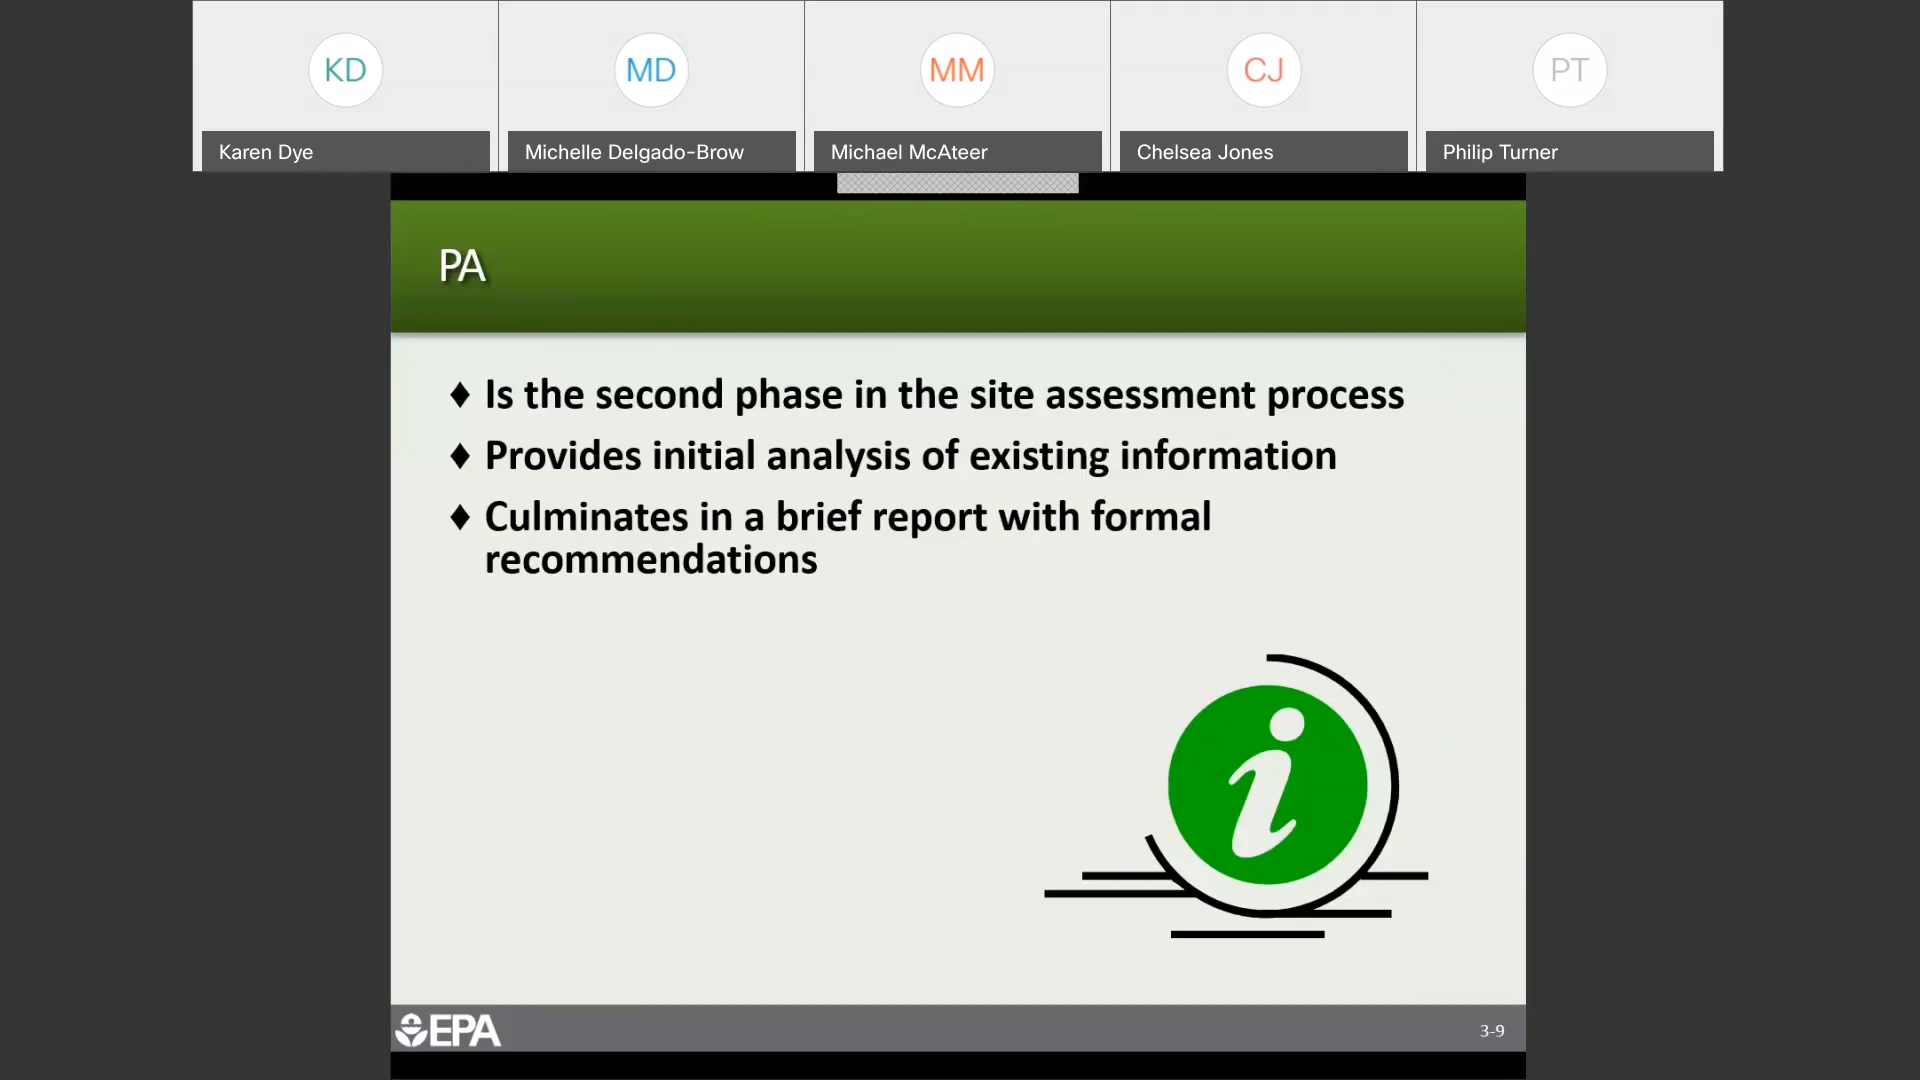 KD
MD
MM
CJ
PT
Karen Dye
Michelle Delgado-Brow
Michael McAteer
Chelsea Jones
Philip Turner
PA
♦ Is the second phase in the site assessment process
♦ Provides initial analysis of existing information
♦ Culminates in a brief report with formal
recommendations
i
EPA
3-9